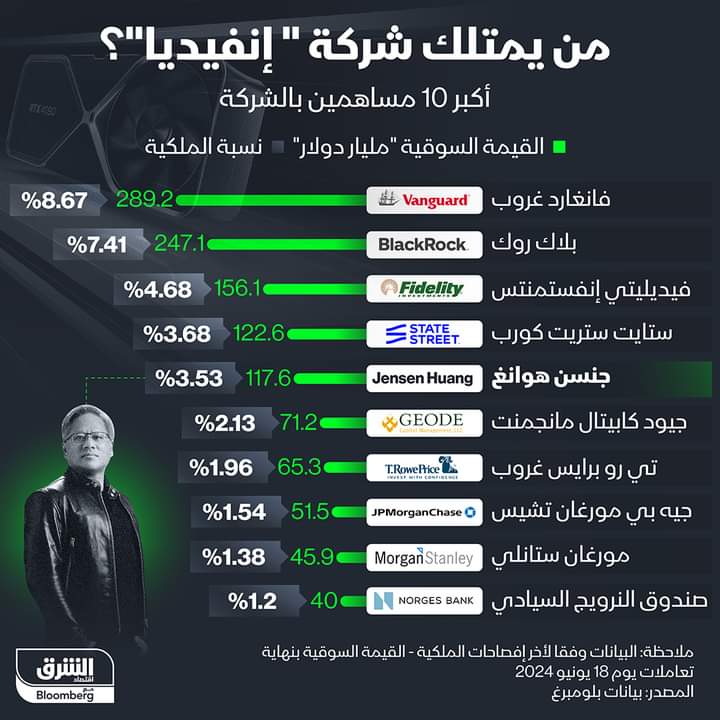 من يمتلك شركة " إنفيديا"؟
أكبر 10 مساهمين بالشركة
القيمة السوقية "مليار دولار" نسبة الملكية
فانغارد غروب Vanguard 289.2 %8.67
بلاك روك BlackRock. 247.1 %7.41
فيديليتي إنفستمنتس Fidelity INVESTMENTS 156.1 %4.68
ستايت ستريت كورب STATE STREET. 122.6 %3.68
جنسن هوانغ Jensen Huang 117.6 %3.53
جيود كابيتال مانجمنت GEODE Capital Management, LLC 71.2 %2.13
تي رو برايس غروب T.RowePrice INVEST WITH CONFIDENCE 65.3 %1.96
جيه بي مورغان تشيس JPMorganChase 51.5 %1.54
مورغان ستانلي Morgan Stanley 45.9 %1.38
صندوق النرويج السيادي NORGES BANK 40 %1.2
ملاحظة: البيانات وفقا لأخر إفصاحات الملكية - القيمة السوقية بنهاية
تعاملات يوم 18 يونيو 2024
المصدر: بيانات بلومبرغ
الشرق
اقتصاد
مع
Bloomberg